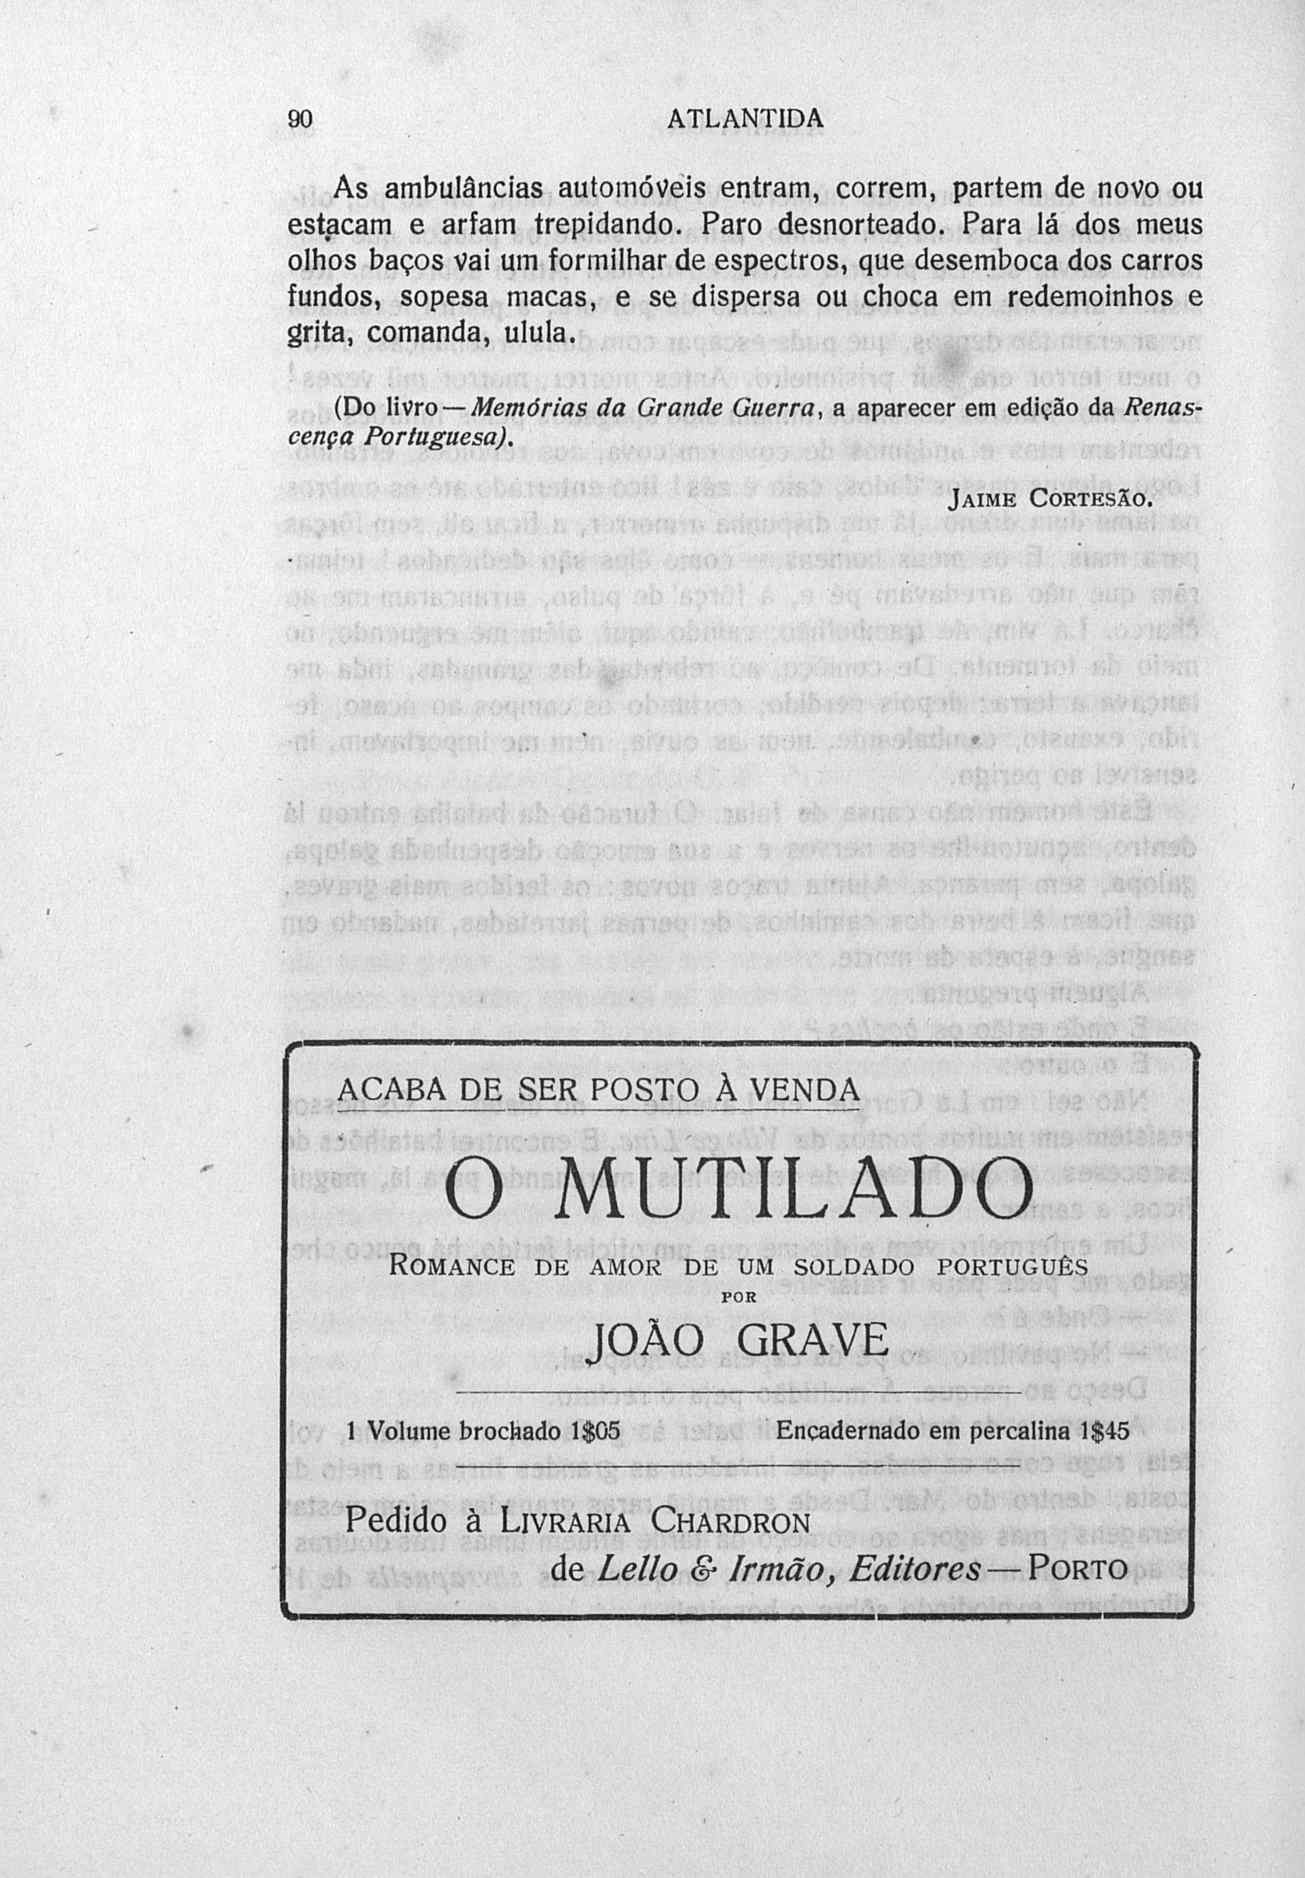 90 ATLANTIDA
As ambulâncias automóveis entram, correm, partem de novo ou
estacam e arfam trepidando. Paro desnorteado. Para lá dos meus
olhos baços vai um formilhar de espectros, que desemboca dos carros
fundos, sopesa macas, e se dispersa ou choca em redemoinhos e
grita, comanda, ulula.
(Do livro — Memórias da Grande Guerra, a aparecer em edição da Renas-
cença Portuguesa).
JAIME CORTESÃO.
ACABA DE SER POSTO À VENDA
O MUTILADO
ROMANCE DE AMOR DE UM SOLDADO PORTUGUÊS
POR
JOÃO GRAVE
1 Volume brochado 1$05 Encadernado em percalina 1$45
Pedido à LIVRARIA CHARDRON
de Lello & Irmão, Editores — PORTO